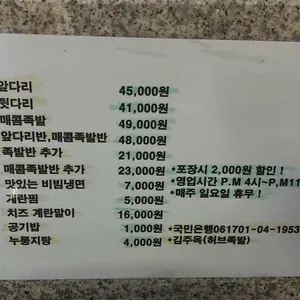 앞다리 45,000원
뒷다리 41,000원
매콤족발 49,000원
앞다리반,매콤족발반 48,000원
족발반 추가 21,000원
매콤족발반 추가 23,000원 *포장시 2,000원 할인!
맛있는 비빔냉면 7,000원 *영업시간 P.M 4시~P.M11
계란찜 5,000원 *매주 일요일 휴무!
치즈 계란말이 16,000원
공기밥 1,000원 *국민은행061701-04-1953
누룽지탕 4,000원 *김주옥(허브족발)